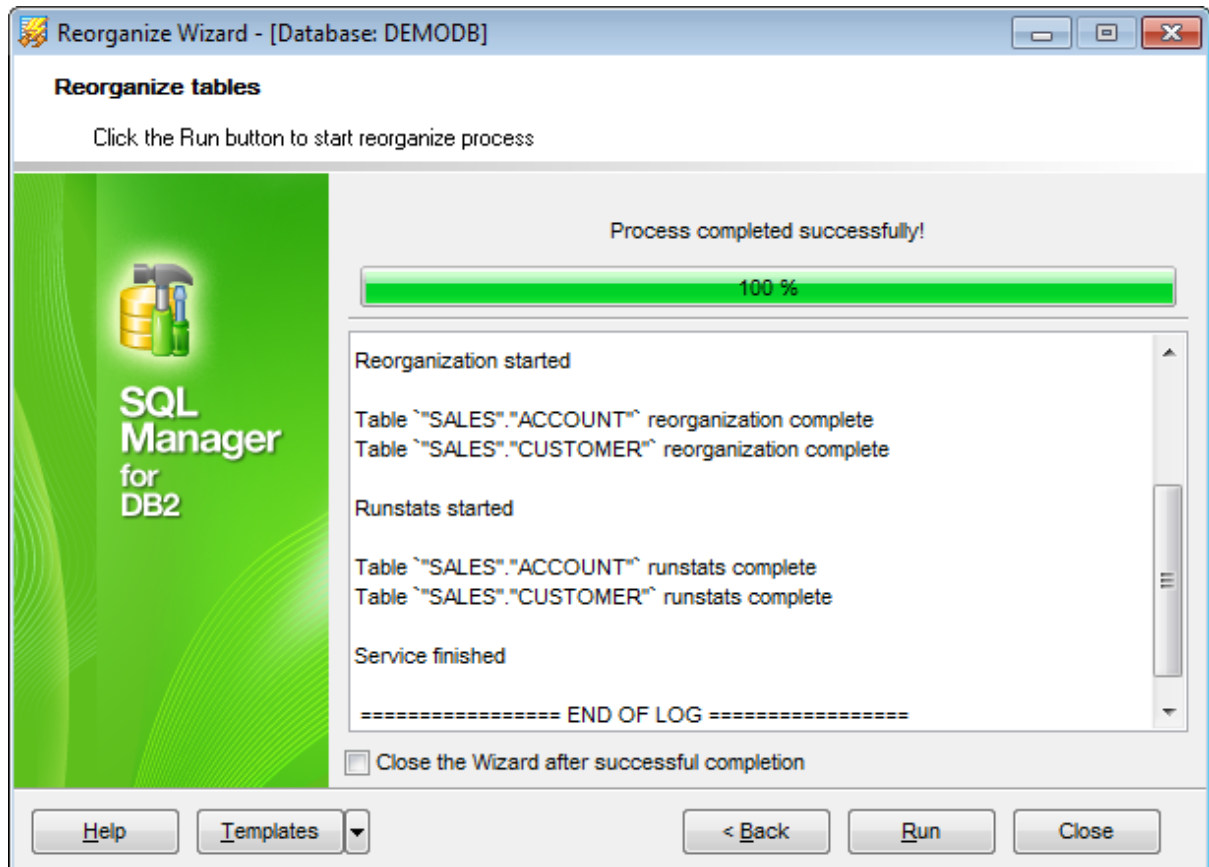 Reorganize Wizard - [Database: DEMODB]
Reorganize tables
Click the Run button to start reorganize process
SQL
Manager
for
DB2
Process completed successfully!
100 %
Reorganization started
Table `"SALES"."ACCOUNT"` reorganization complete
Table `"SALES"."CUSTOMER"` reorganization complete
Runstats started
Table `"SALES"."ACCOUNT"` runstats complete
Table `"SALES"."CUSTOMER"` runstats complete
Service finished
================= END OF LOG =================
Close the Wizard after successful completion
Help Templates < Back Run Close